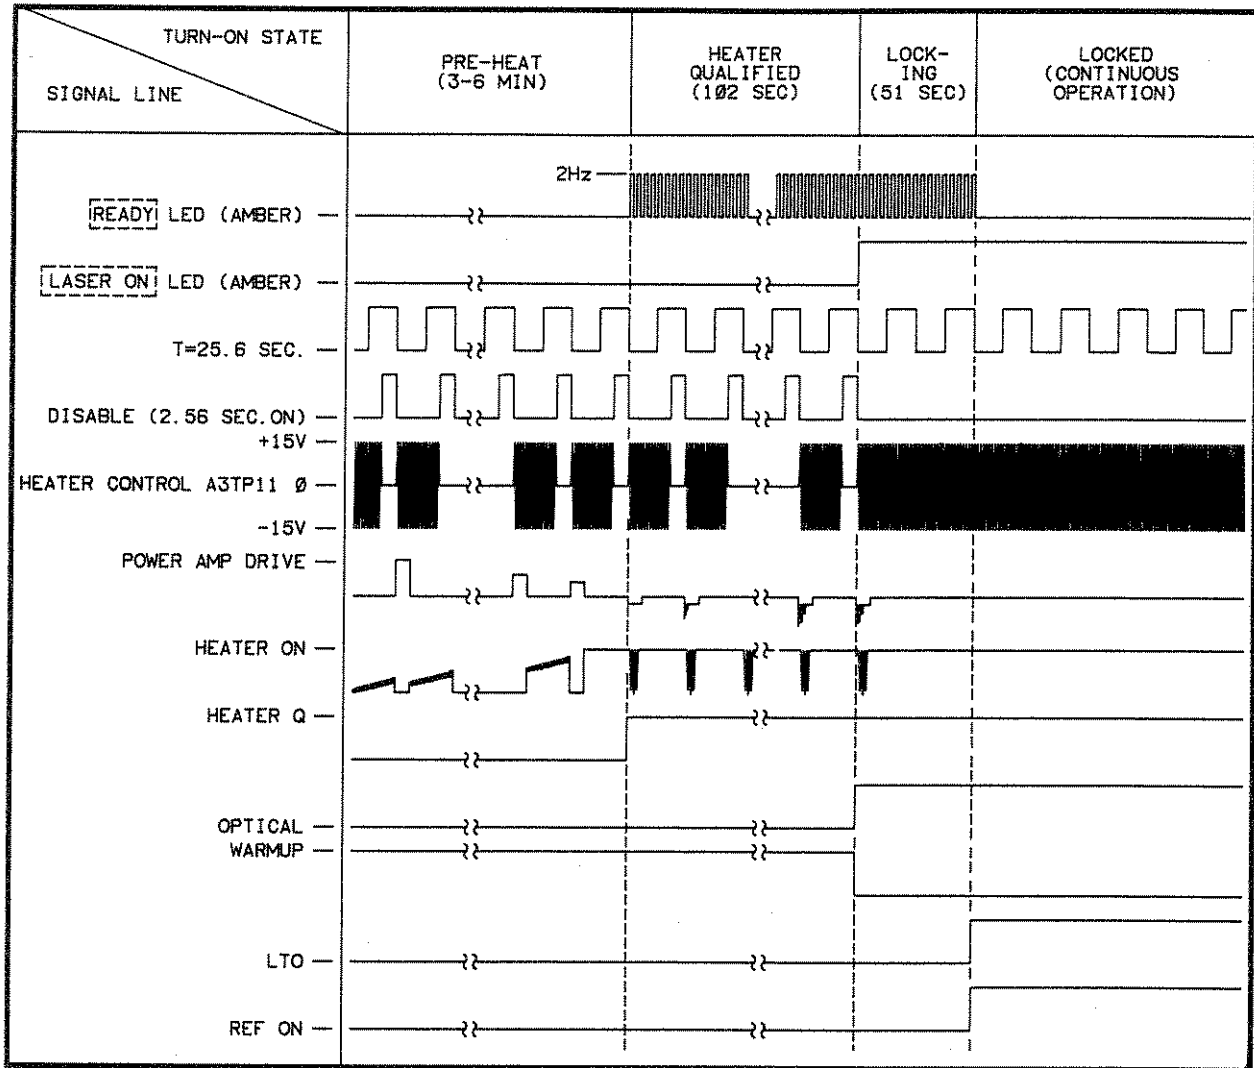 TURN-ON STATE
SIGNAL LINE
PRE-HEAT
(3-6 MIN)
HEATER
QUALIFIED
(102 SEC)
LOCK-
ING
(51 SEC)
LOCKED
(CONTINUOUS
OPERATION)
2Hz
READY LED (AMBER)
LASER ON LED (AMBER)
T=25.6 SEC.
DISABLE (2.56 SEC.ON)
+15V
HEATER CONTROL A3TP11 0
-15V
POWER AMP DRIVE
HEATER ON
HEATER Q
OPTICAL
WARMUP
LTO
REF ON